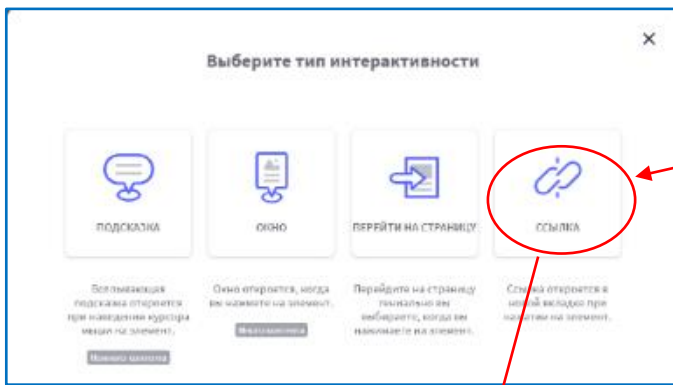 Выберите тип интерактивности
ПОДСКАЗКА
ОКНО
ПЕРЕЙТИ НА СТРАНИЦУ
ССЫЛКА
Всплывающая
подсказка откроется
при наведении курсора
мыши на элемент.
Окно откроется, когда
вы нажмете на элемент.
Перейдите на страницу
вы
выбираете, когда вы
нажимаете на элемент.
Ссылка откроется в
новой вкладке при
нажатии на элемент.